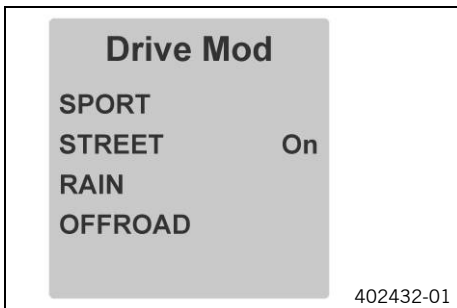 Drive Mod
SPORT
STREET On
RAIN
OFFROAD
402432-01